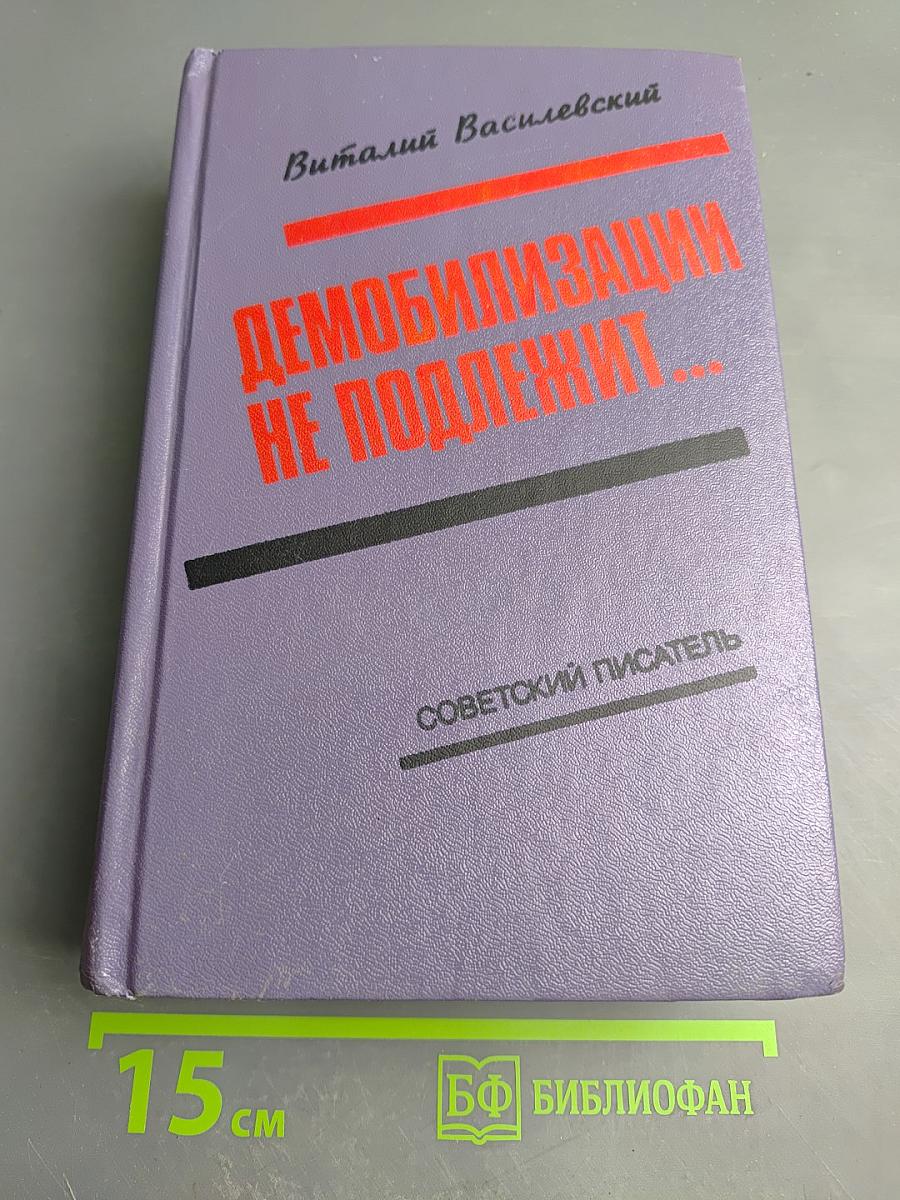 Виталий Василевский
ДЕМОБИЛИЗАЦИИ
НЕ ПОДЛЕЖИТ...
СОВЕТСКИЙ ПИСАТЕЛЬ
15 см
БФ БИБЛИОФАН